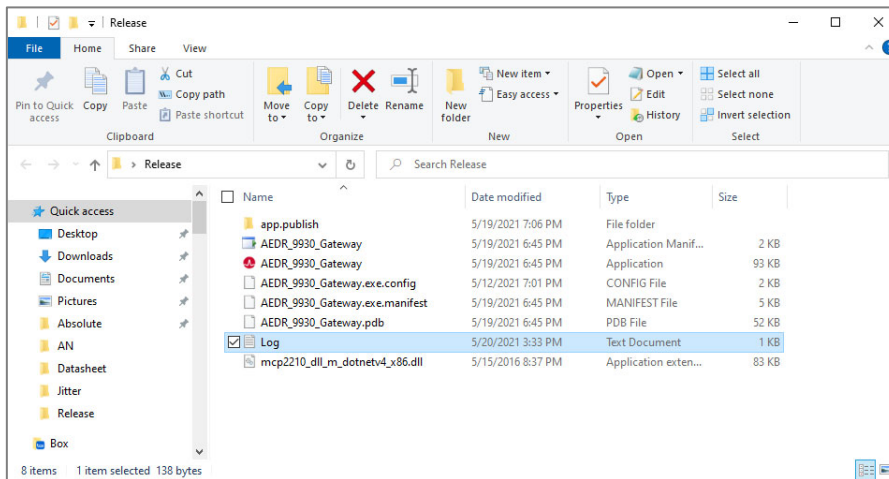 Release
File Home Share View
Pin to Quick access
Copy
Paste
Cut
Copy path
Paste shortcut
Clipboard
Move to
Copy to
Delete
Rename
Organize
New folder
New item
Easy access
New
Properties
Open
Edit
History
Open
Select all
Select none
Invert selection
Select
Release
Search Release
Quick access
Desktop
Downloads
Documents
Pictures
Absolute
AN
Datasheet
Jitter
Release
Box
Name Date modified Type Size
app.publish 5/19/2021 7:06 PM File folder
AEDR_9930_Gateway 5/19/2021 6:45 PM Application Manif... 2 KB
AEDR_9930_Gateway 5/19/2021 6:45 PM Application 93 KB
AEDR_9930_Gateway.exe.config 5/12/2021 7:01 PM CONFIG File 2 KB
AEDR_9930_Gateway.exe.manifest 5/19/2021 6:45 PM MANIFEST File 5 KB
AEDR_9930_Gateway.pdb 5/19/2021 6:45 PM PDB File 52 KB
Log 5/20/2021 3:33 PM Text Document 1 KB
mcp2210_dll_m_dotnetv4_x86.dll 5/15/2016 8:37 PM Application exten... 83 KB
8 items 1 item selected 138 bytes